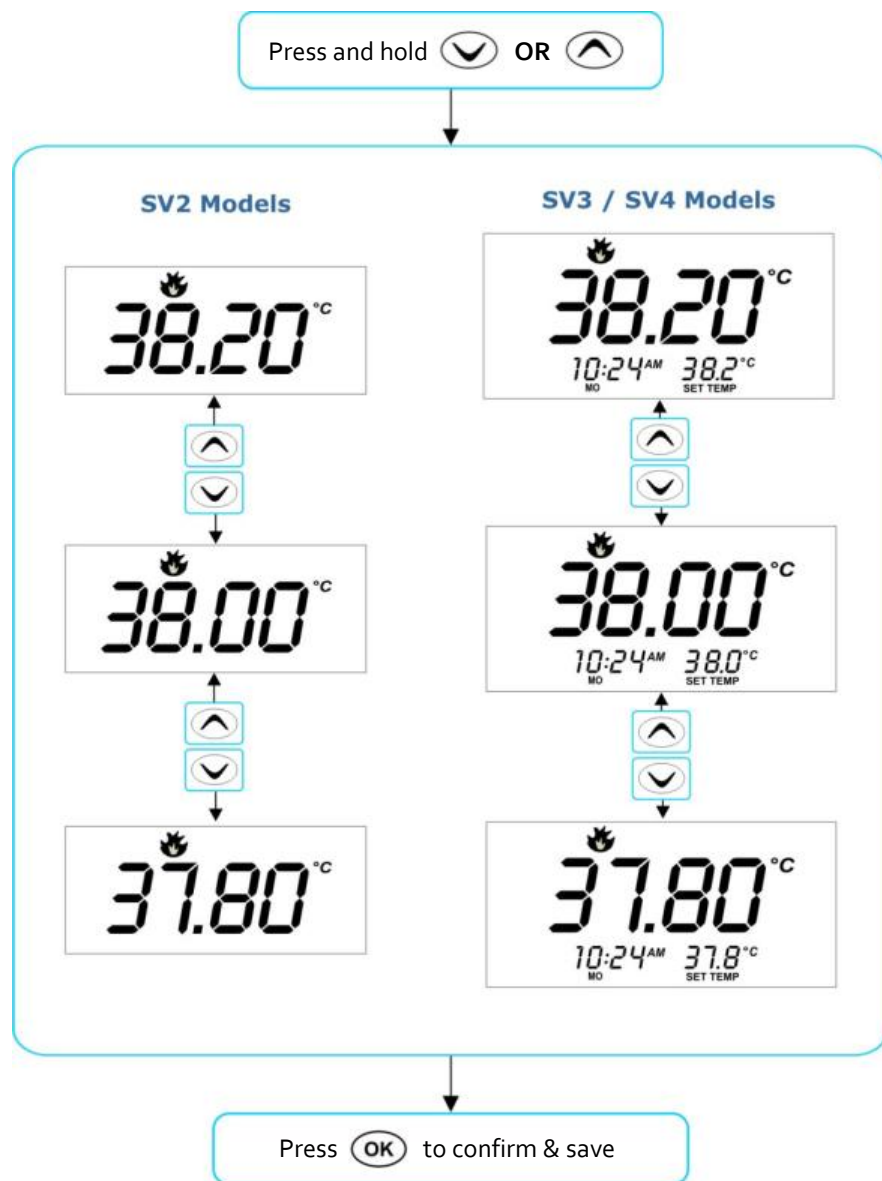 Press and hold OR
SV2 Models
38.20°C
38.00°C
37.80°C
SV3 / SV4 Models
38.20°C
10:24AM 38.2°C
MO SET TEMP
38.00°C
10:24AM 38.0°C
MO SET TEMP
37.80°C
10:24AM 37.8°C
MO SET TEMP
Press OK to confirm & save